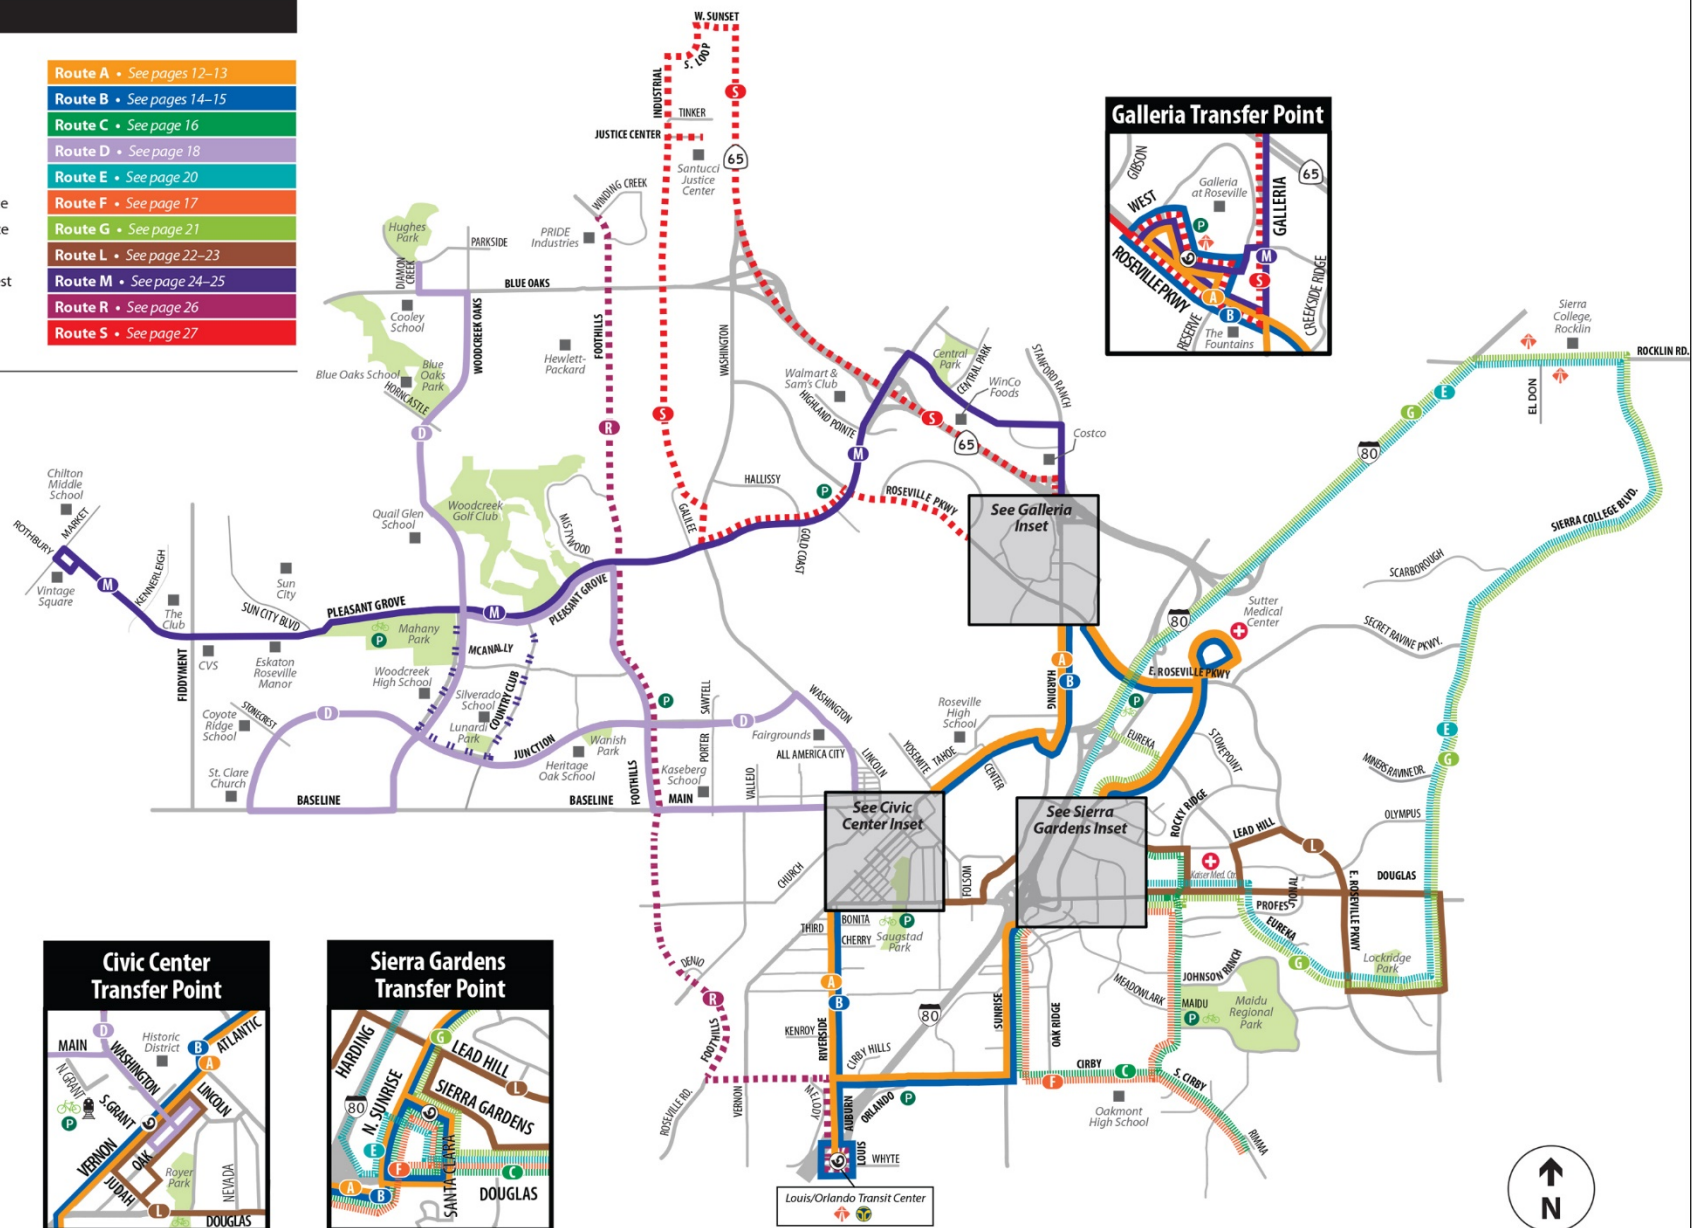 Route A • See pages 12–13
Route B • See pages 14–15
Route C • See page 16
Route D • See page 18
Route E • See page 20
Route F • See page 17
Route G • See page 21
Route L • See page 22–23
Route M • See page 24–25
Route R • See page 26
Route S • See page 27
W. SUNSET
S. LOOP
INDUSTRIAL
S
TINKER
JUSTICE CENTER
65
Santucci
Justice
Center
WINDING CREEK
PRIDE
Industries
Hughes
Park
PARKSIDE
DIAMON
CREEK
BLUE OAKS
Cooley
School
WOODCREEK OAKS
FOOTHILLS
Hewlett-
Packard
Blue Oaks School
Blue
Oaks
Park
HORNCASTLE
D
R
S
WASHINGTON
Walmart &
Sam's Club
HIGHLAND POINTE
Central
Park
CENTRAL PARK
WinCo
Foods
STANFORD RANCH
S
65
Costco
M
Galleria Transfer Point
GIBSON
WEST
Galleria
at Roseville
GALLERIA
65
P
M
S
ROSEVILLE PKWY
A
B
RESERVE
The
Fountains
CREEKSIDE RIDGE
Sierra
College,
Rocklin
ROCKLIN RD.
EL DON
E
G
80
SIERRA COLLEGE BLVD.
SCARBOROUGH
SECRET RAVINE PKWY.
Chilton
Middle
School
ROTHBURY
MARKET
Vintage
Square
M
KENNERLEIGH
The
Club
FIDDYMENT
CVS
Sun
City
SUN CITY BLVD
Eskaton
Roseville
Manor
PLEASANT GROVE
P
Mahany
Park
Quail Glen
School
Woodcreek
Golf Club
MISTYWOOD
M
PLEASANT GROVE
GALILEE
HALLISSY
GOLD COAST
P
ROSEVILLE PKWY
See Galleria
Inset
MCANALLY
Woodcreek
High School
Silverado
School
Lunardi
Park
COUNTRY CLUB
JUNCTION
Coyote
Ridge
School
STONECREST
D
St. Clare
Church
BASELINE
BASELINE
Heritage
Oak School
Wanish
Park
FOOTHILLS
P
SAWTELL
PORTER
D
Kaseberg
School
MAIN
VALLEJO
Fairgrounds
ALL AMERICA CITY
WASHINGTON
LINCOLN
YOSEMITE
TAHOE
Roseville
High
School
CENTER
A
B
HARDING
80
Sutter
Medical
Center
E. ROSEVILLE PKWY
P
EUREKA
STONEPOINT
ROCKY RIDGE
E
G
MINERS RAVINE DR.
OLYMPUS
See Civic
Center Inset
See Sierra
Gardens Inset
LEAD HILL
L
Kaiser Med. Ctr.
DOUGLAS
E. ROSEVILLE PKWY
EUREKA
G
Lockridge
Park
CHURCH
FOLSOM
THIRD
BONITA
CHERRY
P
Saugstad
Park
A
B
RIVERSIDE
KENROY
CIRBY HILLS
80
SUNRISE
OAK RIDGE
MEADOWLARK
JOHNSON RANCH
MAIDU
P
Maidu
Regional
Park
DENIO
R
FOOTHILLS
ROSEVILLE RD.
VERNON
MELODY
AUBURN
ORLANDO
P
F
CIRBY
C
S. CIRBY
Oakmont
High School
RIMMA
LOUIS
WHYTE
Louis/Orlando Transit Center
Civic Center
Transfer Point
D
MAIN
WASHINGTON
Historic
District
B
A
ATLANTIC
N. GRANT
S. GRANT
P
LINCOLN
VERNON
OAK
JUDAH
Royer
Park
NEVADA
L
DOUGLAS
Sierra Gardens
Transfer Point
HARDING
G
LEAD HILL
L
80
N. SUNRISE
SIERRA GARDENS
E
F
A
B
SANTA CLARA
C
DOUGLAS
N